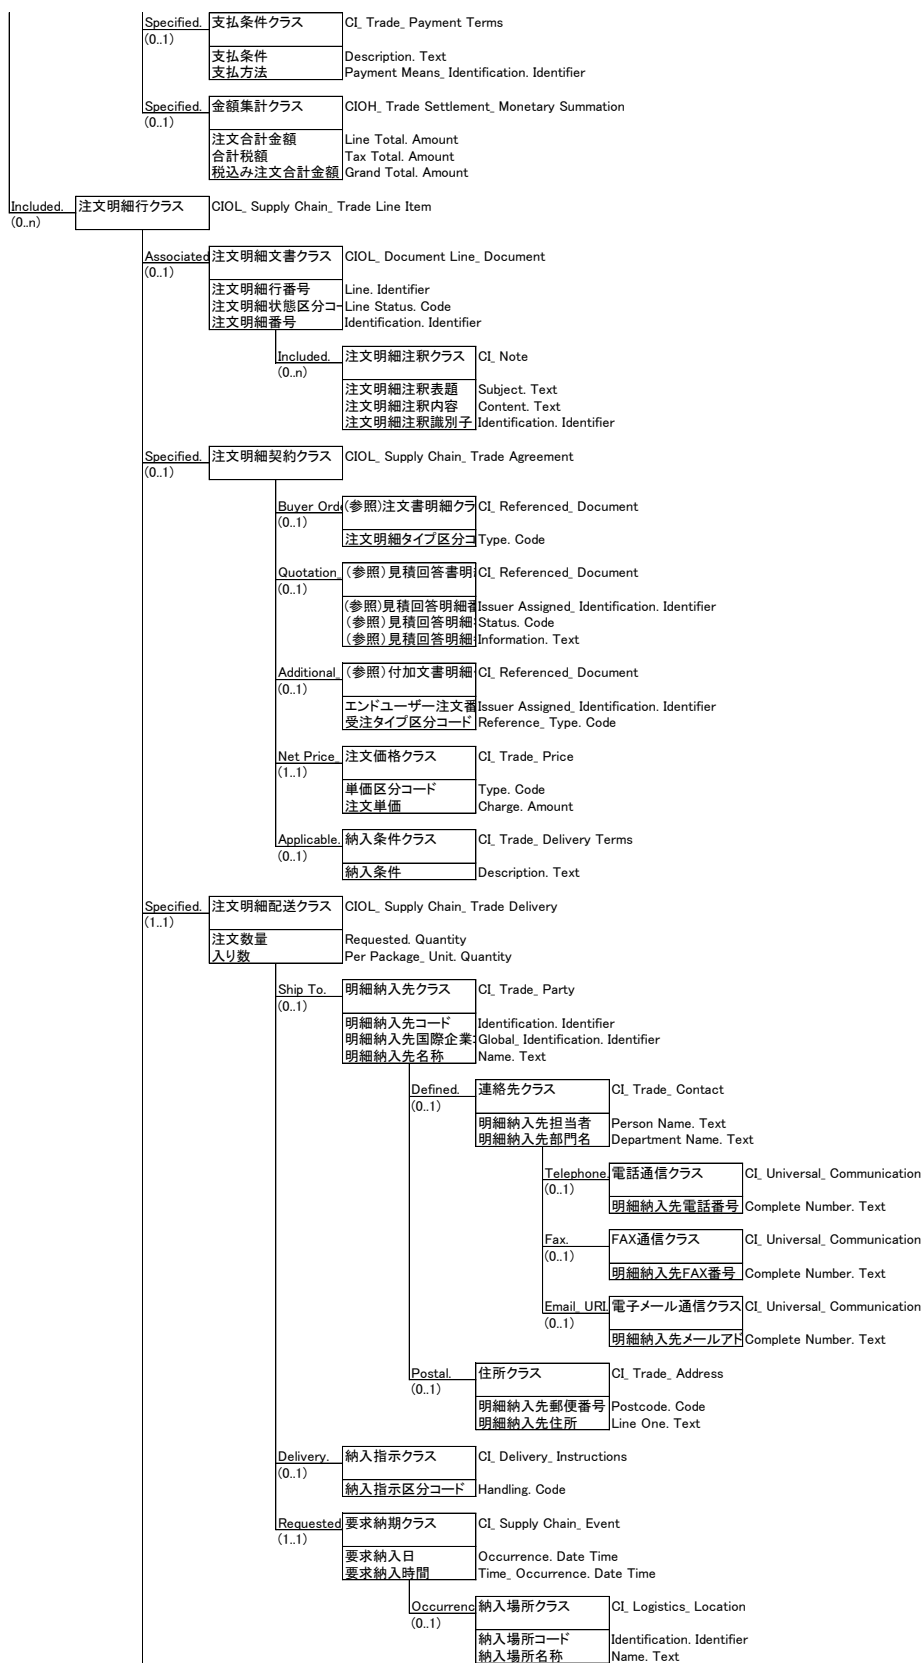 Specified. 支払条件クラス CI_ Trade_ Payment Terms
(0..1)
支払条件 Description. Text
支払方法 Payment Means_ Identification. Identifier
Specified. 金額集計クラス CIOH_ Trade Settlement_ Monetary Summation
(0..1)
注文合計金額 Line Total. Amount
合計税額 Tax Total. Amount
税込み注文合計金額 Grand Total. Amount
Included. 注文明細行クラス CIOL_ Supply Chain_ Trade Line Item
(0..n)
Associated 注文明細文書クラス CIOL_ Document Line_ Document
(0..1)
注文明細行番号 Line. Identifier
注文明細状態区分コー Line Status. Code
注文明細番号 Identification. Identifier
Included. 注文明細注釈クラス CI_ Note
(0..n)
注文明細注釈表題 Subject. Text
注文明細注釈内容 Content. Text
注文明細注釈識別子 Identification. Identifier
Specified. 注文明細契約クラス CIOL_ Supply Chain_ Trade Agreement
(0..1)
Buyer Orde (参照)注文書明細クラ CI_ Referenced_ Document
(0..1)
注文明細タイプ区分コ Type. Code
Quotation_ (参照)見積回答書明 CI_ Referenced_ Document
(0..1)
(参照)見積回答明細番 Issuer Assigned_ Identification. Identifier
(参照)見積回答明細 Status. Code
(参照)見積回答明細 Information. Text
Additional_ (参照)付加文書明細 CI_ Referenced_ Document
(0..1)
エンドユーザー注文番 Issuer Assigned_ Identification. Identifier
受注タイプ区分コード Reference_ Type. Code
Net Price_ 注文価格クラス CI_ Trade_ Price
(1..1)
単価区分コード Type. Code
注文単価 Charge. Amount
Applicable. 納入条件クラス CI_ Trade_ Delivery Terms
(0..1)
納入条件 Description. Text
Specified. 注文明細配送クラス CIOL_ Supply Chain_ Trade Delivery
(1..1)
注文数量 Requested. Quantity
入り数 Per Package_ Unit. Quantity
Ship To. 明細納入先クラス CI_ Trade_ Party
(0..1)
明細納入先コード Identification. Identifier
明細納入先国際企業 Global_ Identification. Identifier
明細納入先名称 Name. Text
Defined. 連絡先クラス CI_ Trade_ Contact
(0..1)
明細納入先担当者 Person Name. Text
明細納入先部門名 Department Name. Text
Telephone. 電話通信クラス CI_ Universal_ Communication
(0..1)
明細納入先電話番号 Complete Number. Text
Fax. FAX通信クラス CI_ Universal_ Communication
(0..1)
明細納入先FAX番号 Complete Number. Text
Email_ URI. 電子メール通信クラス CI_ Universal_ Communication
(0..1)
明細納入先メールアド Complete Number. Text
Postal. 住所クラス CI_ Trade_ Address
(0..1)
明細納入先郵便番号 Postcode. Code
明細納入先住所 Line One. Text
Delivery. 納入指示クラス CI_ Delivery_ Instructions
(0..1)
納入指示区分コード Handling. Code
Requested 要求納期クラス CI_ Supply Chain_ Event
(1..1)
要求納入日 Occurrence. Date Time
要求納入時間 Time_ Occurrence. Date Time
Occurrenc 納入場所クラス CI_ Logistics_ Location
(0..1)
納入場所コード Identification. Identifier
納入場所名称 Name. Text